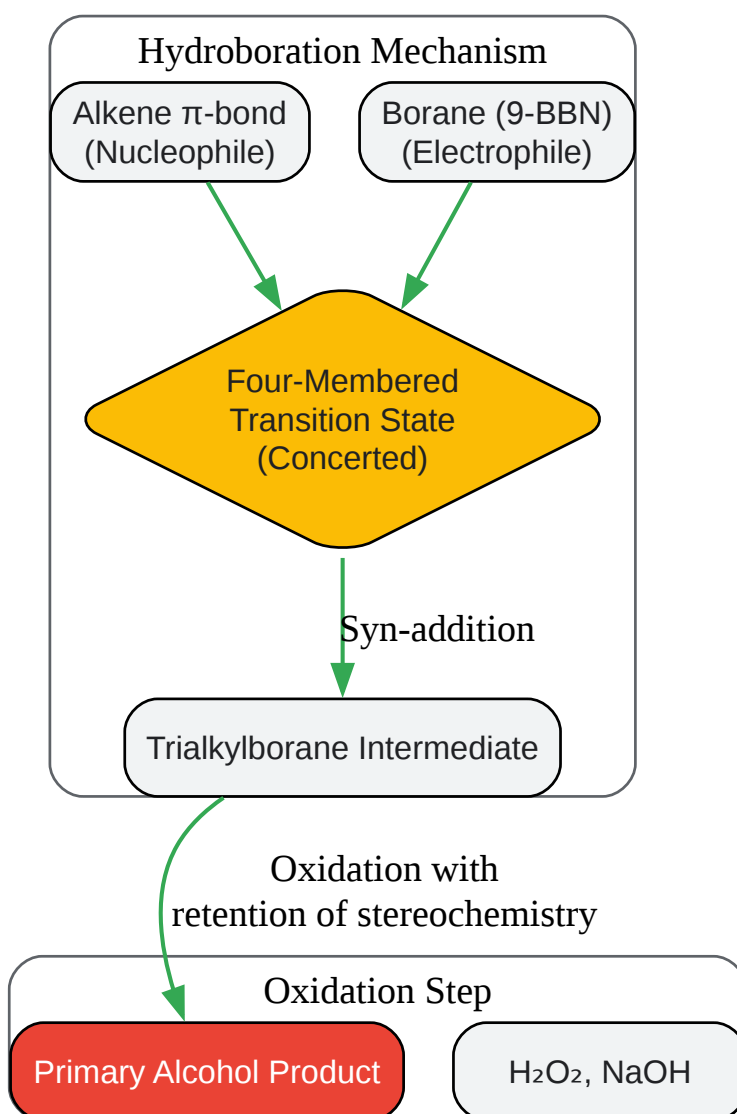 Hydroboration Mechanism
Alkene π-bond
(Nucleophile)
Borane (9-BBN)
(Electrophile)
Four-Membered
Transition State
(Concerted)
Syn-addition
Trialkylborane Intermediate
Oxidation with
retention of stereochemistry
Oxidation Step
Primary Alcohol Product
H₂O₂, NaOH